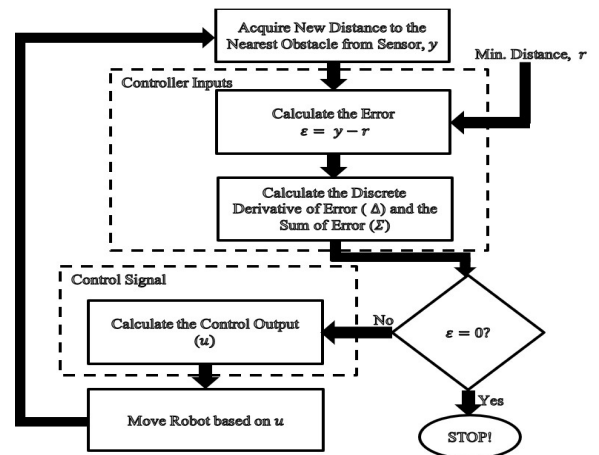 Acquire New Distance to the
Nearest Obstacle from Sensor, y
Min. Distance, r
Controller Inputs
Calculate the Error
ε = y − r
Calculate the Discrete
Derivative of Error ( Δ) and the
Sum of Error (Σ)
Control Signal
Calculate the Control Output
(u)
No
ε = 0?
Move Robot based on u
Yes
STOP!